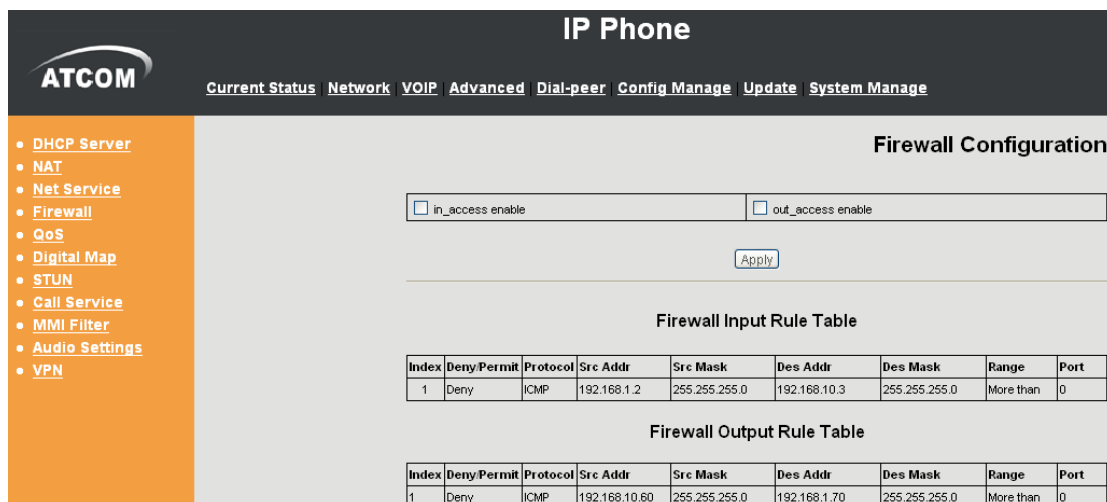 IP Phone
ATCOM
Current Status | Network | VOIP | Advanced | Dial-peer | Config Manage | Update | System Manage
DHCP Server
NAT
Net Service
Firewall
QoS
Digital Map
STUN
Call Service
MMI Filter
Audio Settings
VPN
Firewall Configuration
in_access enable out_access enable
Apply
Firewall Input Rule Table
Index Deny/Permit Protocol Src Addr Src Mask Des Addr Des Mask Range Port
1 Deny ICMP 192.168.1.2 255.255.255.0 192.168.10.3 255.255.255.0 More than 0
Firewall Output Rule Table
Index Deny/Permit Protocol Src Addr Src Mask Des Addr Des Mask Range Port
1 Deny ICMP 192.168.10.60 255.255.255.0 192.168.1.70 255.255.255.0 More than 0